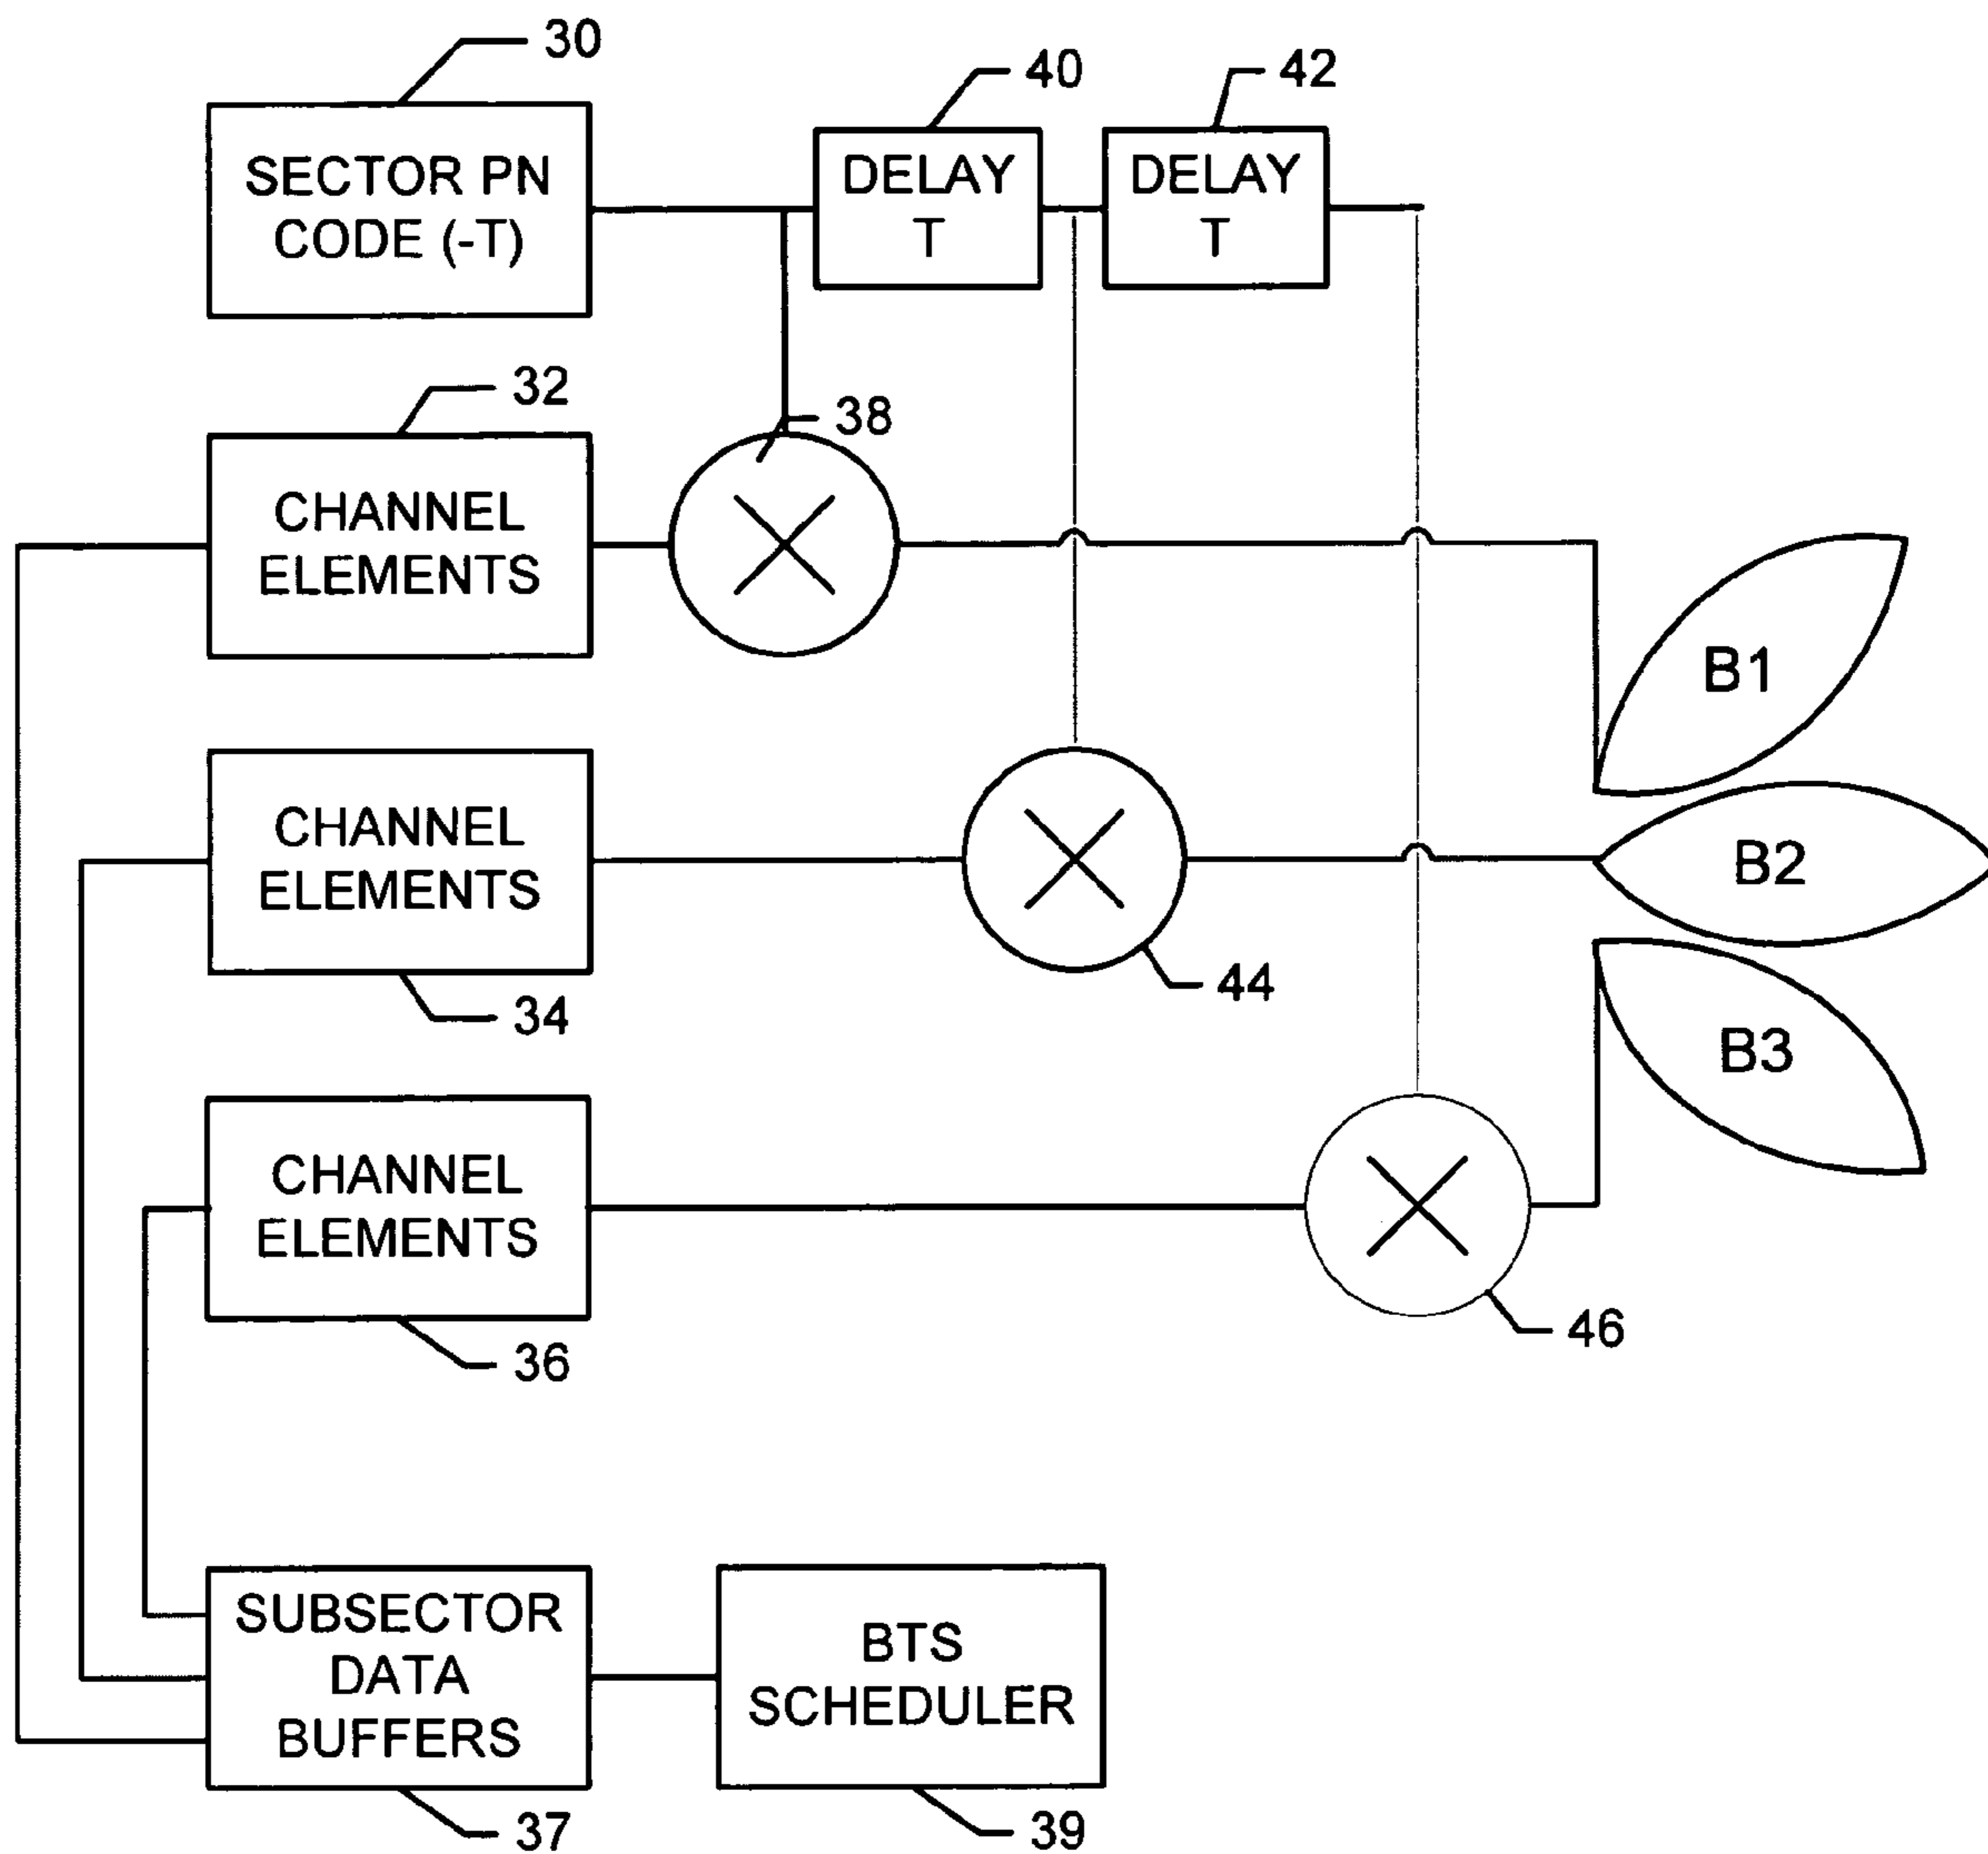 30
40
42
SECTOR PN
CODE (-T)
DELAY
T
DELAY
T
32
38
CHANNEL
ELEMENTS
B1
CHANNEL
ELEMENTS
B2
44
34
B3
CHANNEL
ELEMENTS
46
36
SUBSECTOR
DATA
BUFFERS
BTS
SCHEDULER
37
39